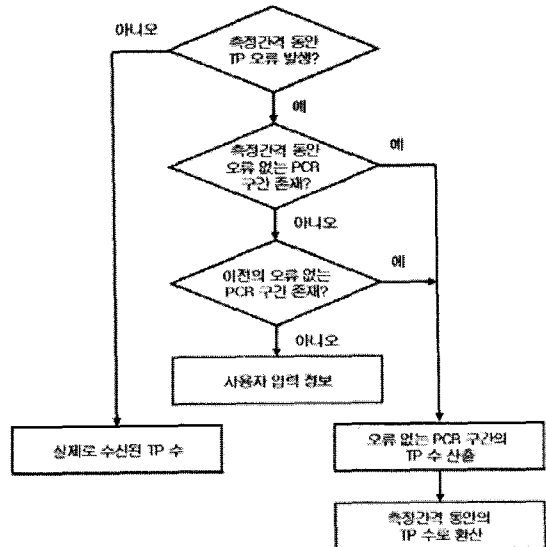 아니오
측정간격 동안
TP 오류 발생?
예
측정간격 동안
오류 없는 PCR
구간 존재?
예
아니오
이전의 오류 없는
PCR 구간 존재?
예
아니오
사용자 입력 정보
실제로 수신된 TP 수
오류 없는 PCR 구간의
TP 수 산출
측정간격 동안의
TP 수로 환산